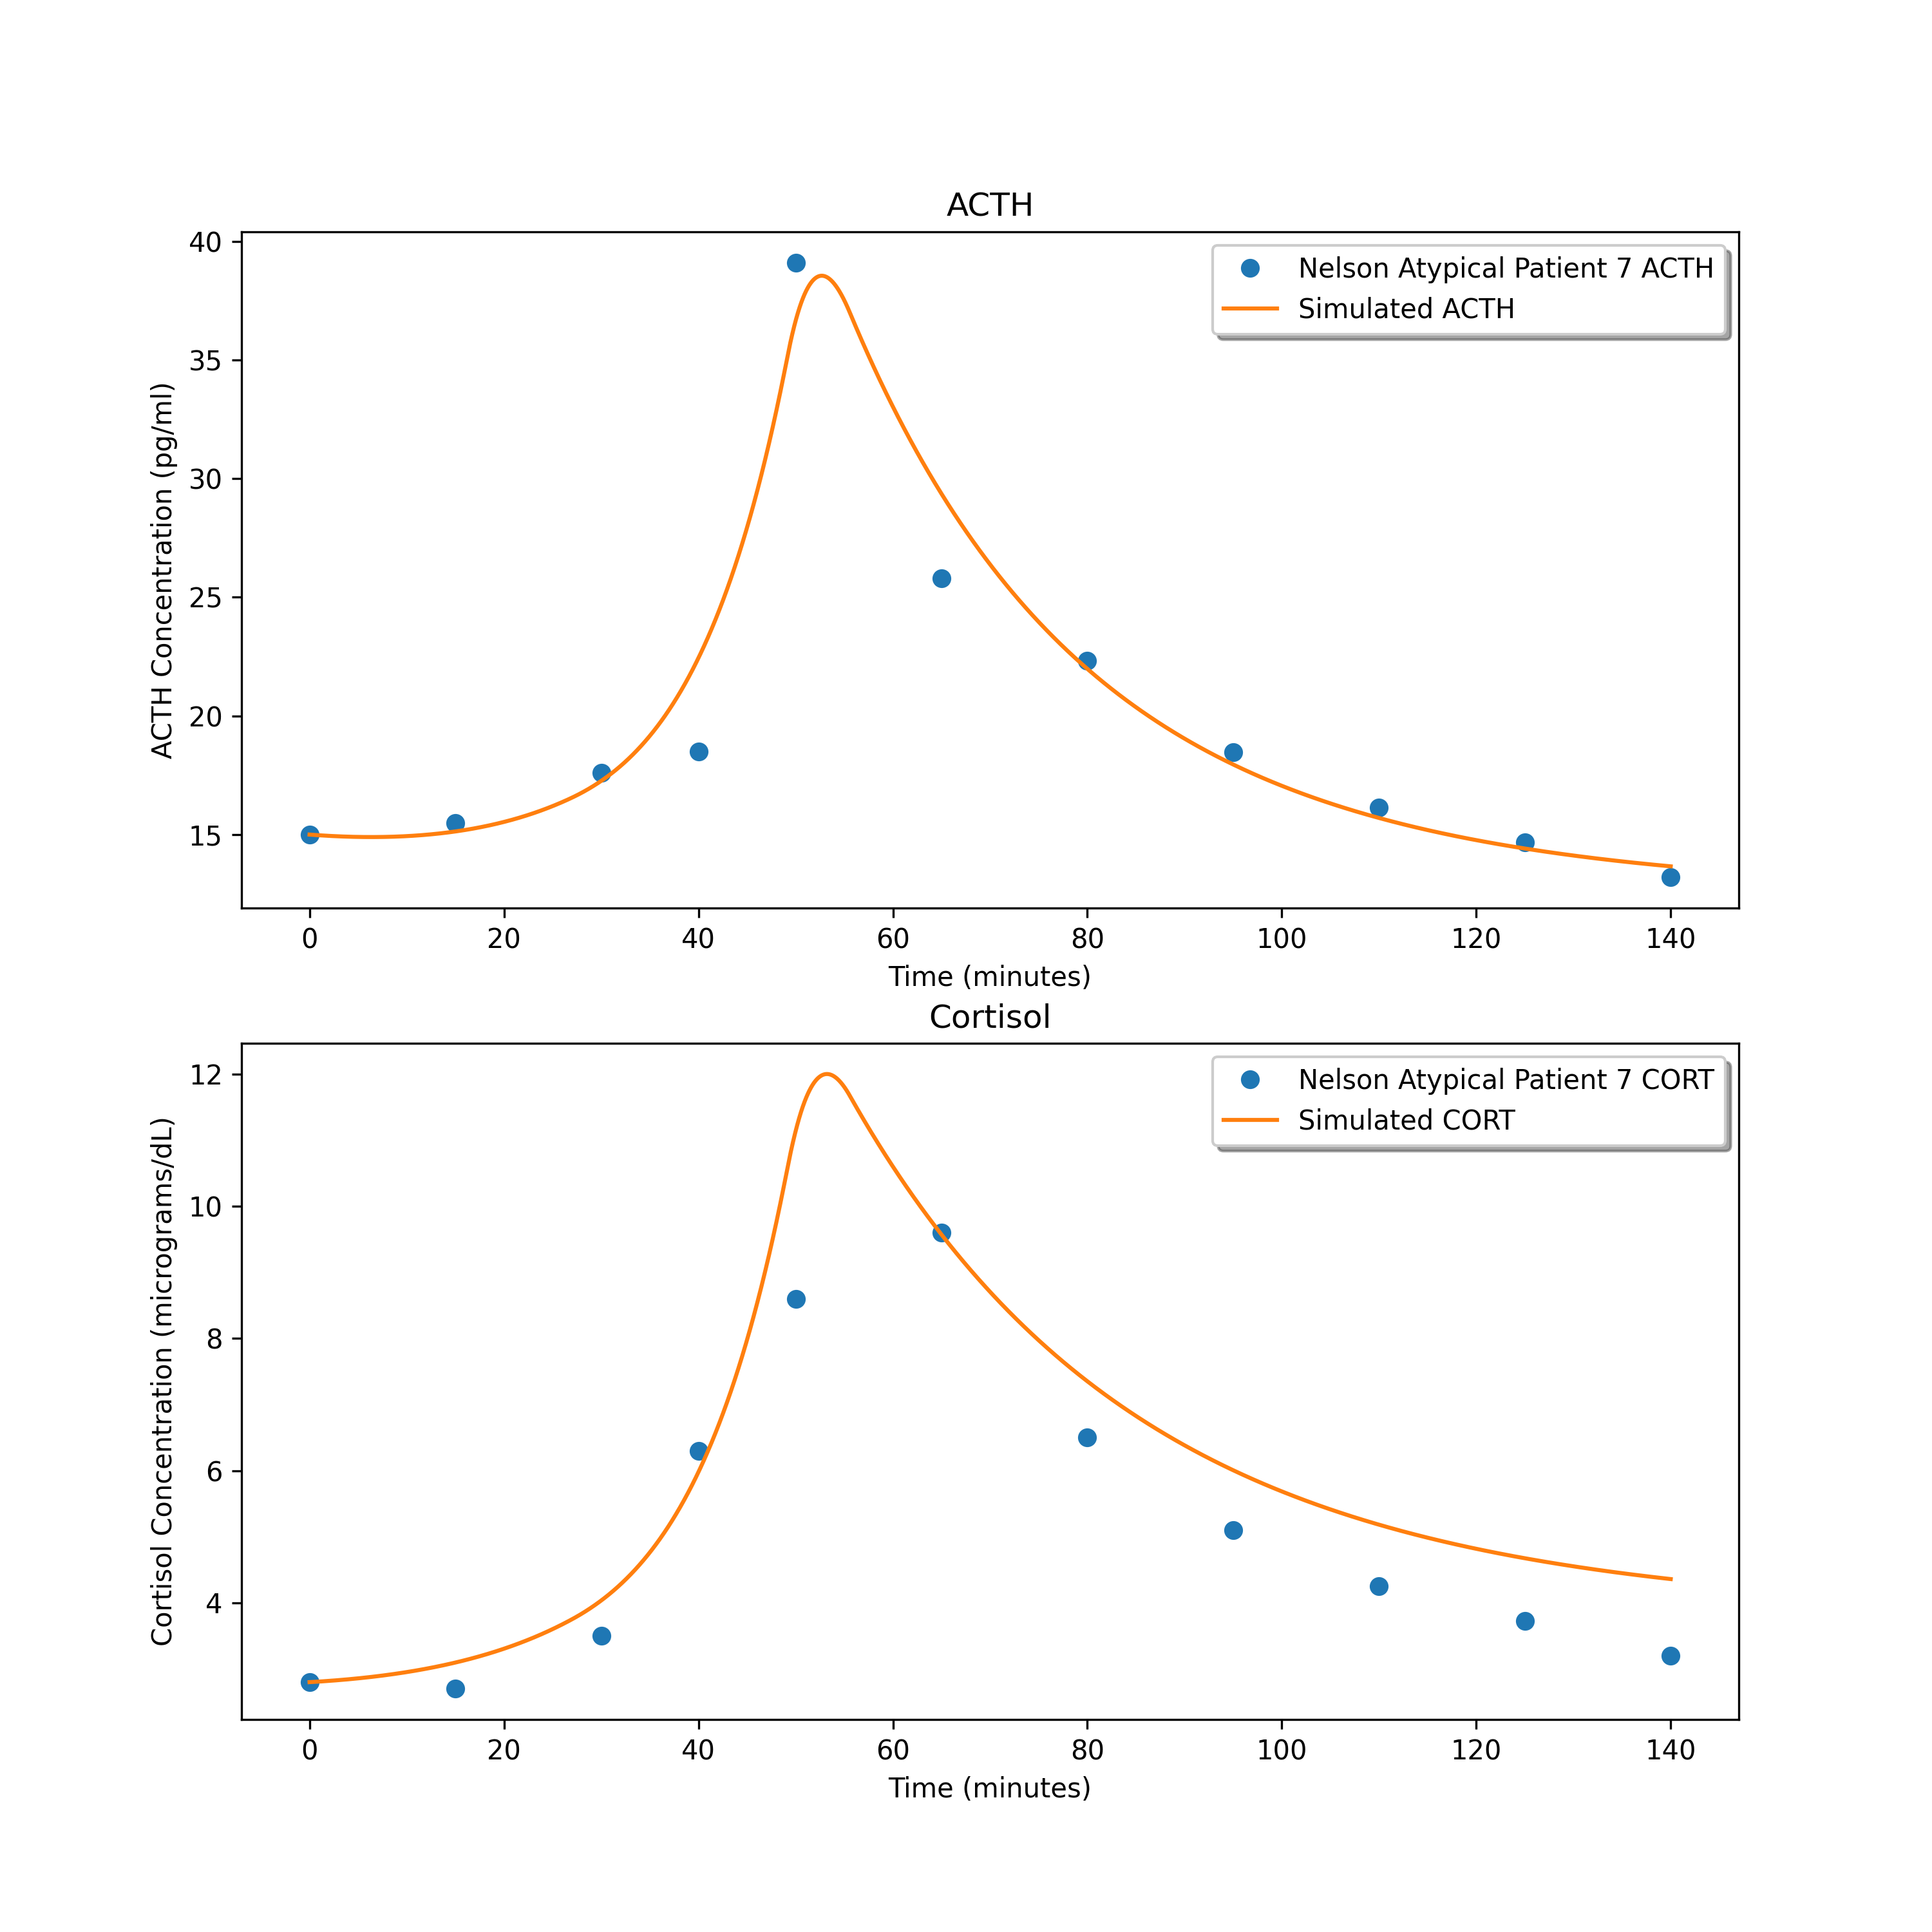 ACTH
Nelson Atypical Patient 7 ACTH
Simulated ACTH
ACTH Concentration (pg/ml)
40
35
30
25
20
15
0 20 40 60 80 100 120 140
Time (minutes)
Cortisol
Nelson Atypical Patient 7 CORT
Simulated CORT
Cortisol Concentration (micrograms/dL)
12
10
8
6
4
0 20 40 60 80 100 120 140
Time (minutes)